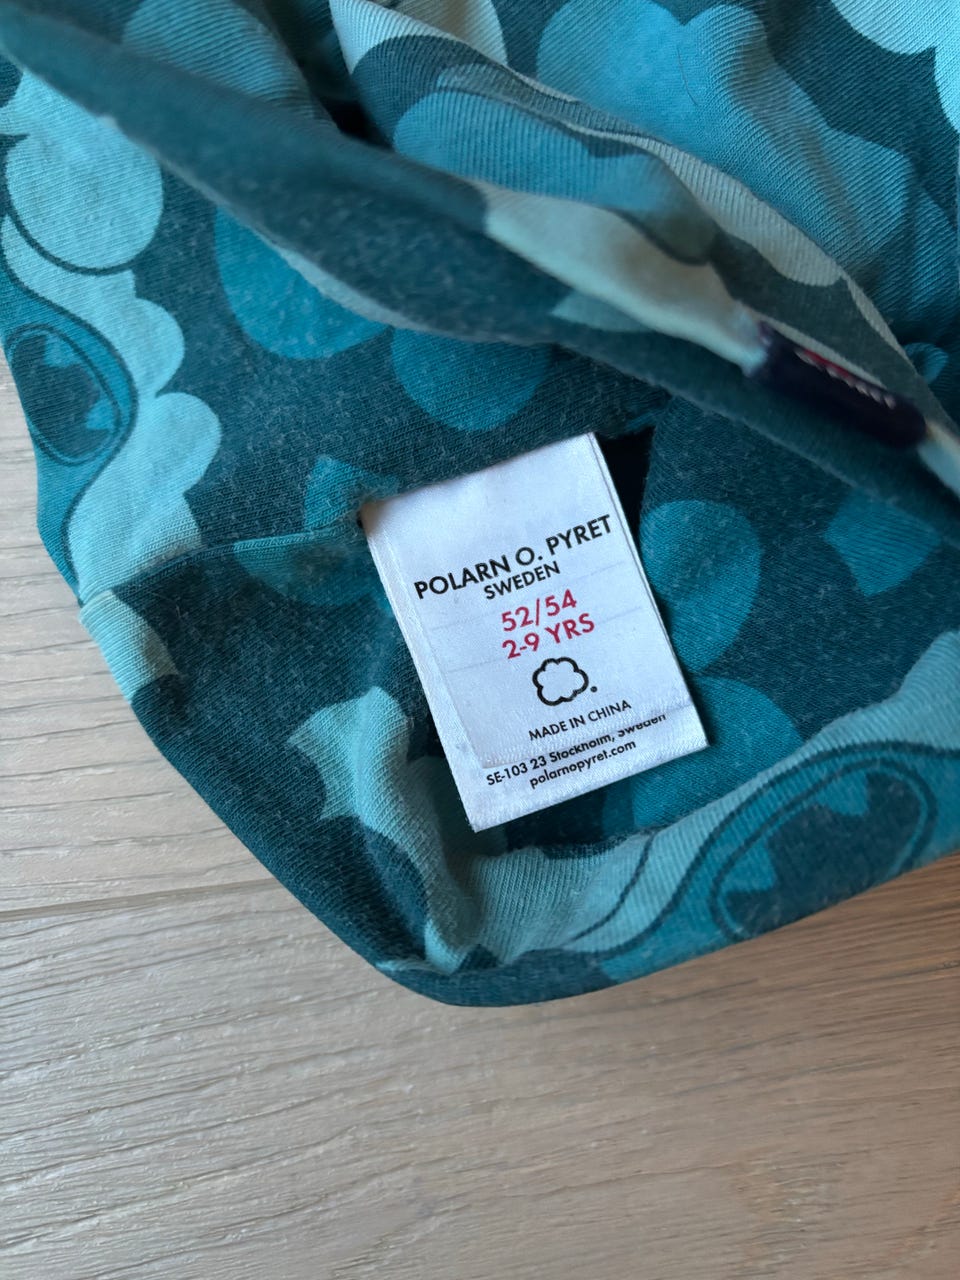 POLARN O. PYRET
SWEDEN
52/54
2-9 YRS
MADE IN CHINA
SE-103 23 Stockholm, Sweden
polarnopyret.com